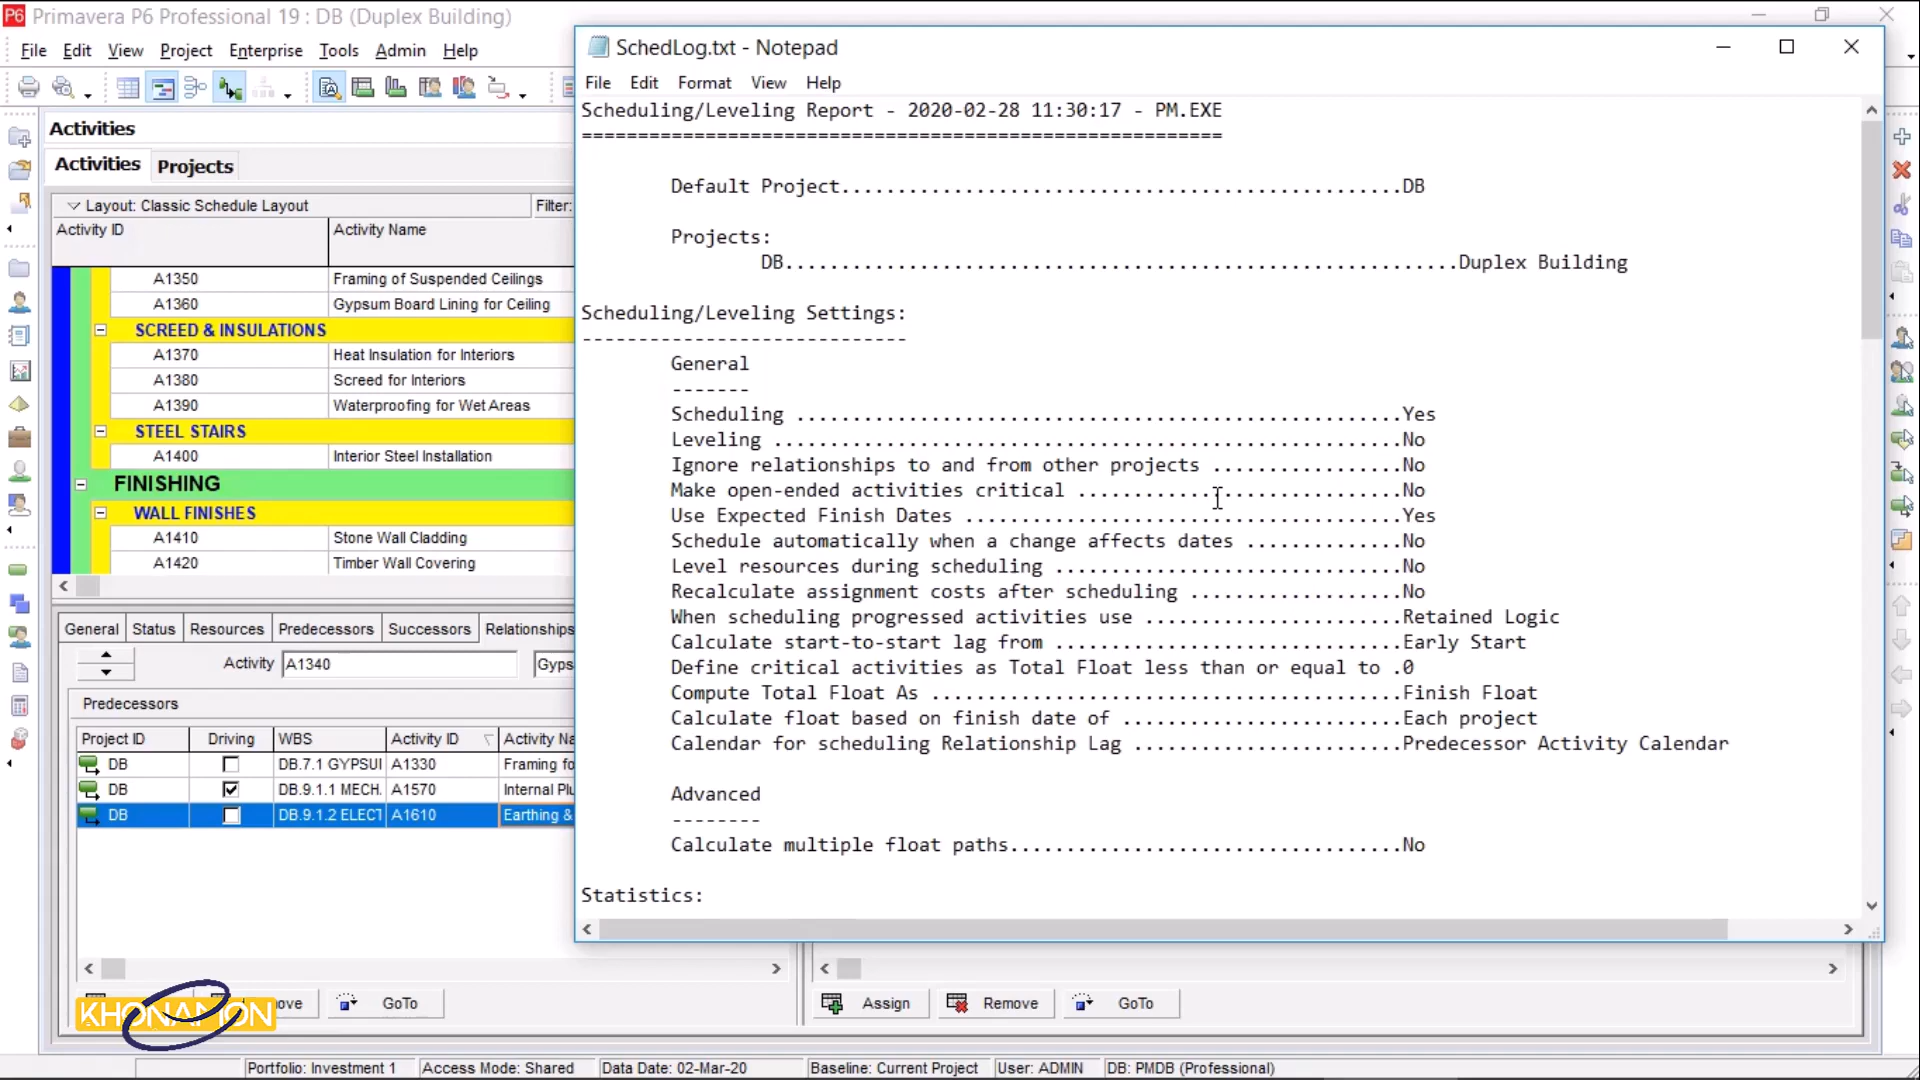 Primavera P6 Professional 19 : DB (Duplex Building)
File Edit View Project Enterprise Tools Admin Help
Activities
Activities Projects
Layout: Classic Schedule Layout Filter:
Activity ID Activity Name
A1350 Framing of Suspended Ceilings
A1360 Gypsum Board Lining for Ceiling
SCREED & INSULATIONS
A1370 Heat Insulation for Interiors
A1380 Screed for Interiors
A1390 Waterproofing for Wet Areas
STEEL STAIRS
A1400 Interior Steel Installation
FINISHING
WALL FINISHES
A1410 Stone Wall Cladding
A1420 Timber Wall Covering
General Status Resources Predecessors Successors Relationships
Activity A1340 Gyps
Predecessors
Project ID Driving WBS Activity ID Activity Na
DB DB.7.1 GYPSUI A1330 Framing fo
DB DB.9.1.1 MECH. A1570 Internal Plu
DB DB.9.1.2 ELECT A1610 Earthing &
ove GoTo
Assign Remove GoTo
KHONAMON
Portfolio: Investment 1 Access Mode: Shared Data Date: 02-Mar-20 Baseline: Current Project User: ADMIN DB: PMDB (Professional)
SchedLog.txt - Notepad
File Edit Format View Help
Scheduling/Leveling Report - 2020-02-28 11:30:17 - PM.EXE
=========================================================
Default Project..................................................DB
Projects:
DB............................................................Duplex Building
Scheduling/Leveling Settings:
-----------------------------
General
-------
Scheduling ......................................................Yes
Leveling ........................................................No
Ignore relationships to and from other projects .................No
Make open-ended activities critical .............................No
Use Expected Finish Dates .......................................Yes
Schedule automatically when a change affects dates ..............No
Level resources during scheduling ...............................No
Recalculate assignment costs after scheduling ...................No
When scheduling progressed activities use .......................Retained Logic
Calculate start-to-start lag from ...............................Early Start
Define critical activities as Total Float less than or equal to .0
Compute Total Float As ..........................................Finish Float
Calculate float based on finish date of .........................Each project
Calendar for scheduling Relationship Lag ........................Predecessor Activity Calendar
Advanced
--------
Calculate multiple float paths...................................No
Statistics: